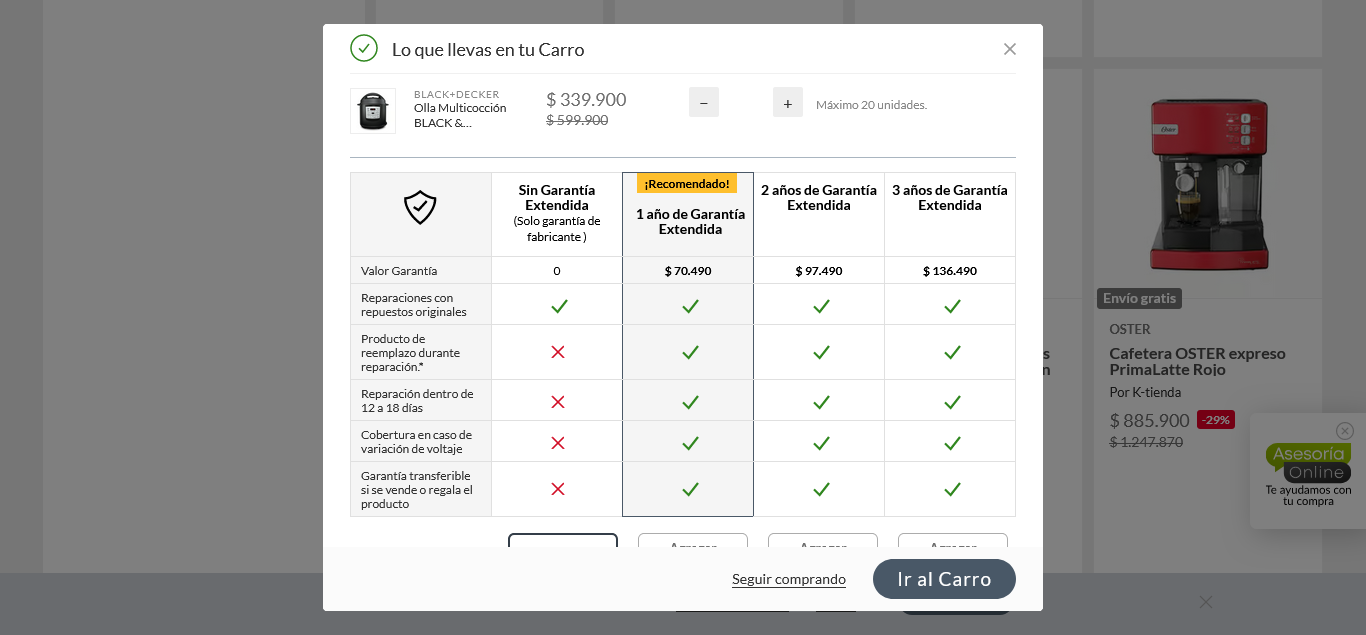 Lo que llevas en tu Carro
BLACK+DECKER
Olla Multicocción
BLACK &...
$ 339.900
$ 599.900
−
+
Máximo 20 unidades.
Sin Garantía
Extendida
(Solo garantía de
fabricante )
¡Recomendado!
1 año de Garantía
Extendida
2 años de Garantía
Extendida
3 años de Garantía
Extendida
Valor Garantía
0
$ 70.490
$ 97.490
$ 136.490
Reparaciones con
repuestos originales
Producto de
reemplazo durante
reparación.*
Reparación dentro de
12 a 18 días
Cobertura en caso de
variación de voltaje
Garantía transferible
si se vende o regala el
producto
Agregar
Agregar
Agregar
Seguir comprando
Ir al Carro
Oster
Envío gratis
OSTER
Cafetera OSTER expreso
PrimaLatte Rojo
Por K-tienda
$ 885.900
-29%
$ 1.247.870
Asesoría
Online
Te ayudamos con
tu compra